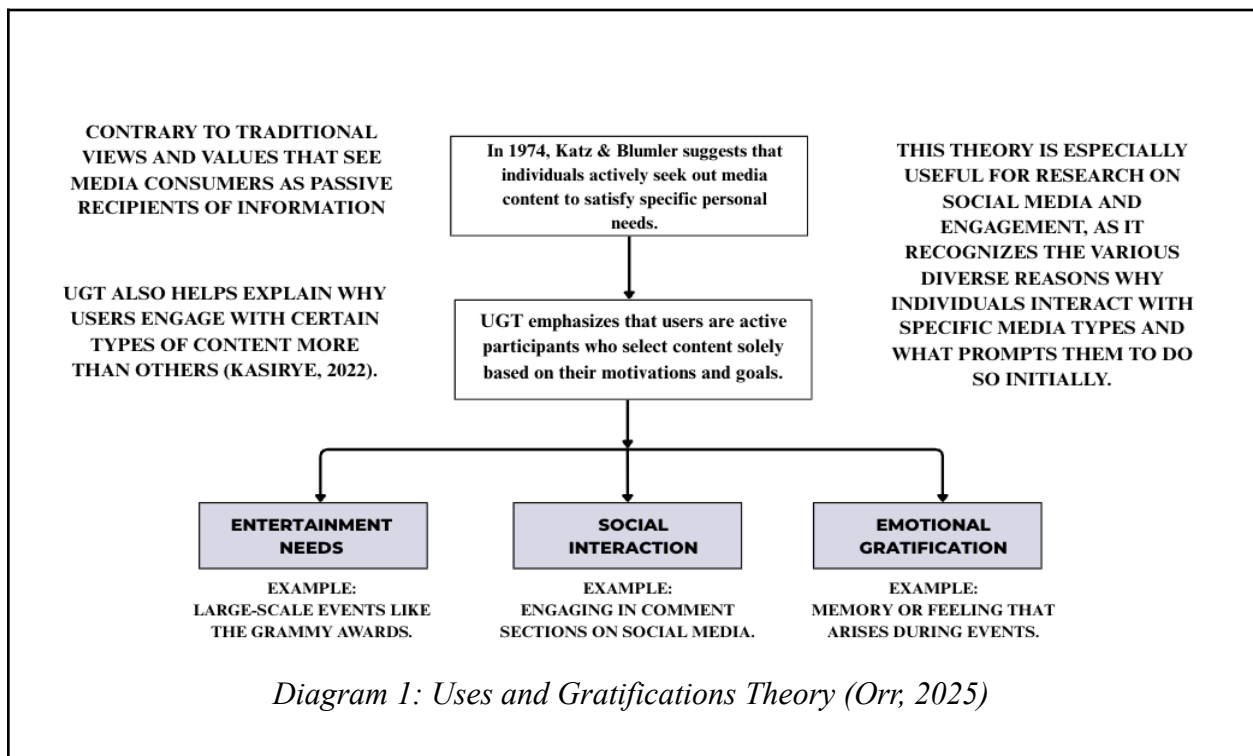 CONTRARY TO TRADITIONAL
VIEWS AND VALUES THAT SEE
MEDIA CONSUMERS AS PASSIVE
RECIPIENTS OF INFORMATION
UGT ALSO HELPS EXPLAIN WHY
USERS ENGAGE WITH CERTAIN
TYPES OF CONTENT MORE
THAN OTHERS (KASIRYE, 2022).
In 1974, Katz & Blumler suggests that
individuals actively seek out media
content to satisfy specific personal
needs.
UGT emphasizes that users are active
participants who select content solely
based on their motivations and goals.
THIS THEORY IS ESPECIALLY
USEFUL FOR RESEARCH ON
SOCIAL MEDIA AND
ENGAGEMENT, AS IT
RECOGNIZES THE VARIOUS
DIVERSE REASONS WHY
INDIVIDUALS INTERACT WITH
SPECIFIC MEDIA TYPES AND
WHAT PROMPTS THEM TO DO
SO INITIALLY.
ENTERTAINMENT
NEEDS
EXAMPLE:
LARGE-SCALE EVENTS LIKE
THE GRAMMY AWARDS.
SOCIAL
INTERACTION
EXAMPLE:
ENGAGING IN COMMENT
SECTIONS ON SOCIAL MEDIA.
EMOTIONAL
GRATIFICATION
EXAMPLE:
MEMORY OR FEELING THAT
ARISES DURING EVENTS.
Diagram 1: Uses and Gratifications Theory (Orr, 2025)